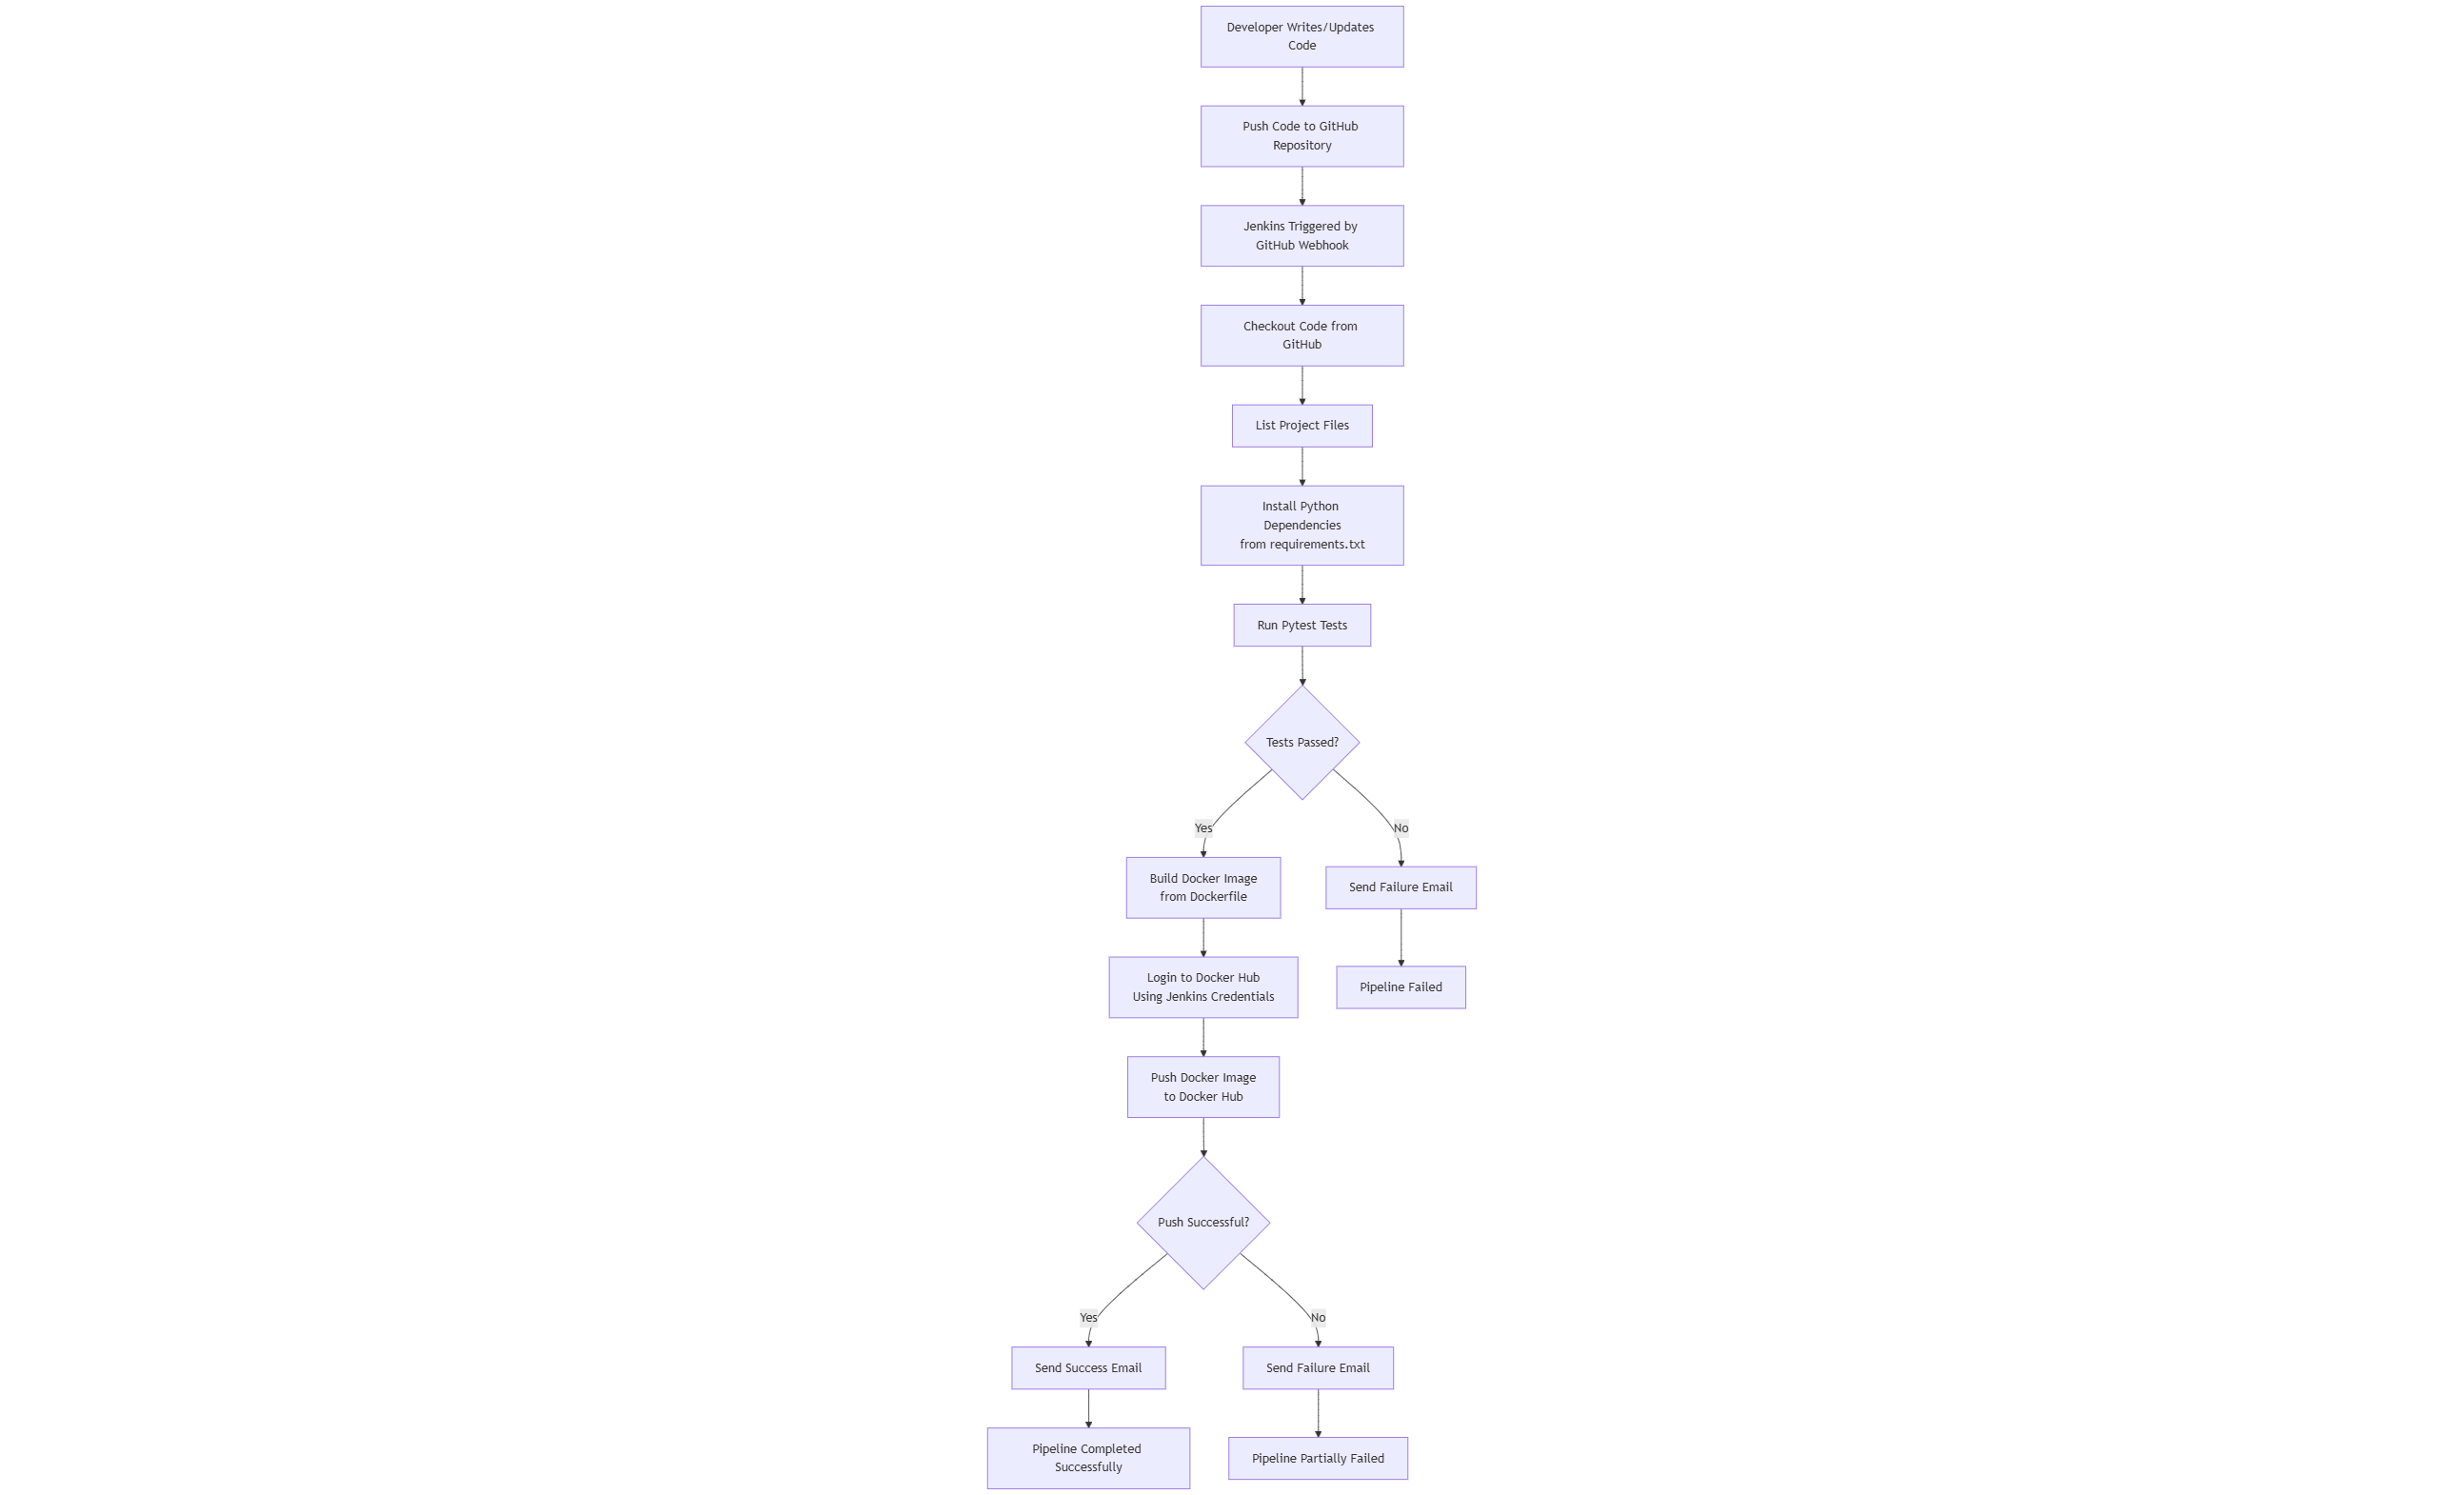 Developer Writes/Updates
Code
Push Code to GitHub
Repository
Jenkins Triggered by
GitHub Webhook
Checkout Code from
GitHub
List Project Files
Install Python
Dependencies
from requirements.txt
Run Pytest Tests
Tests Passed?
Yes
No
Build Docker Image
from Dockerfile
Send Failure Email
Login to Docker Hub
Using Jenkins Credentials
Pipeline Failed
Push Docker Image
to Docker Hub
Push Successful?
Yes
No
Send Success Email
Send Failure Email
Pipeline Completed
Successfully
Pipeline Partially Failed